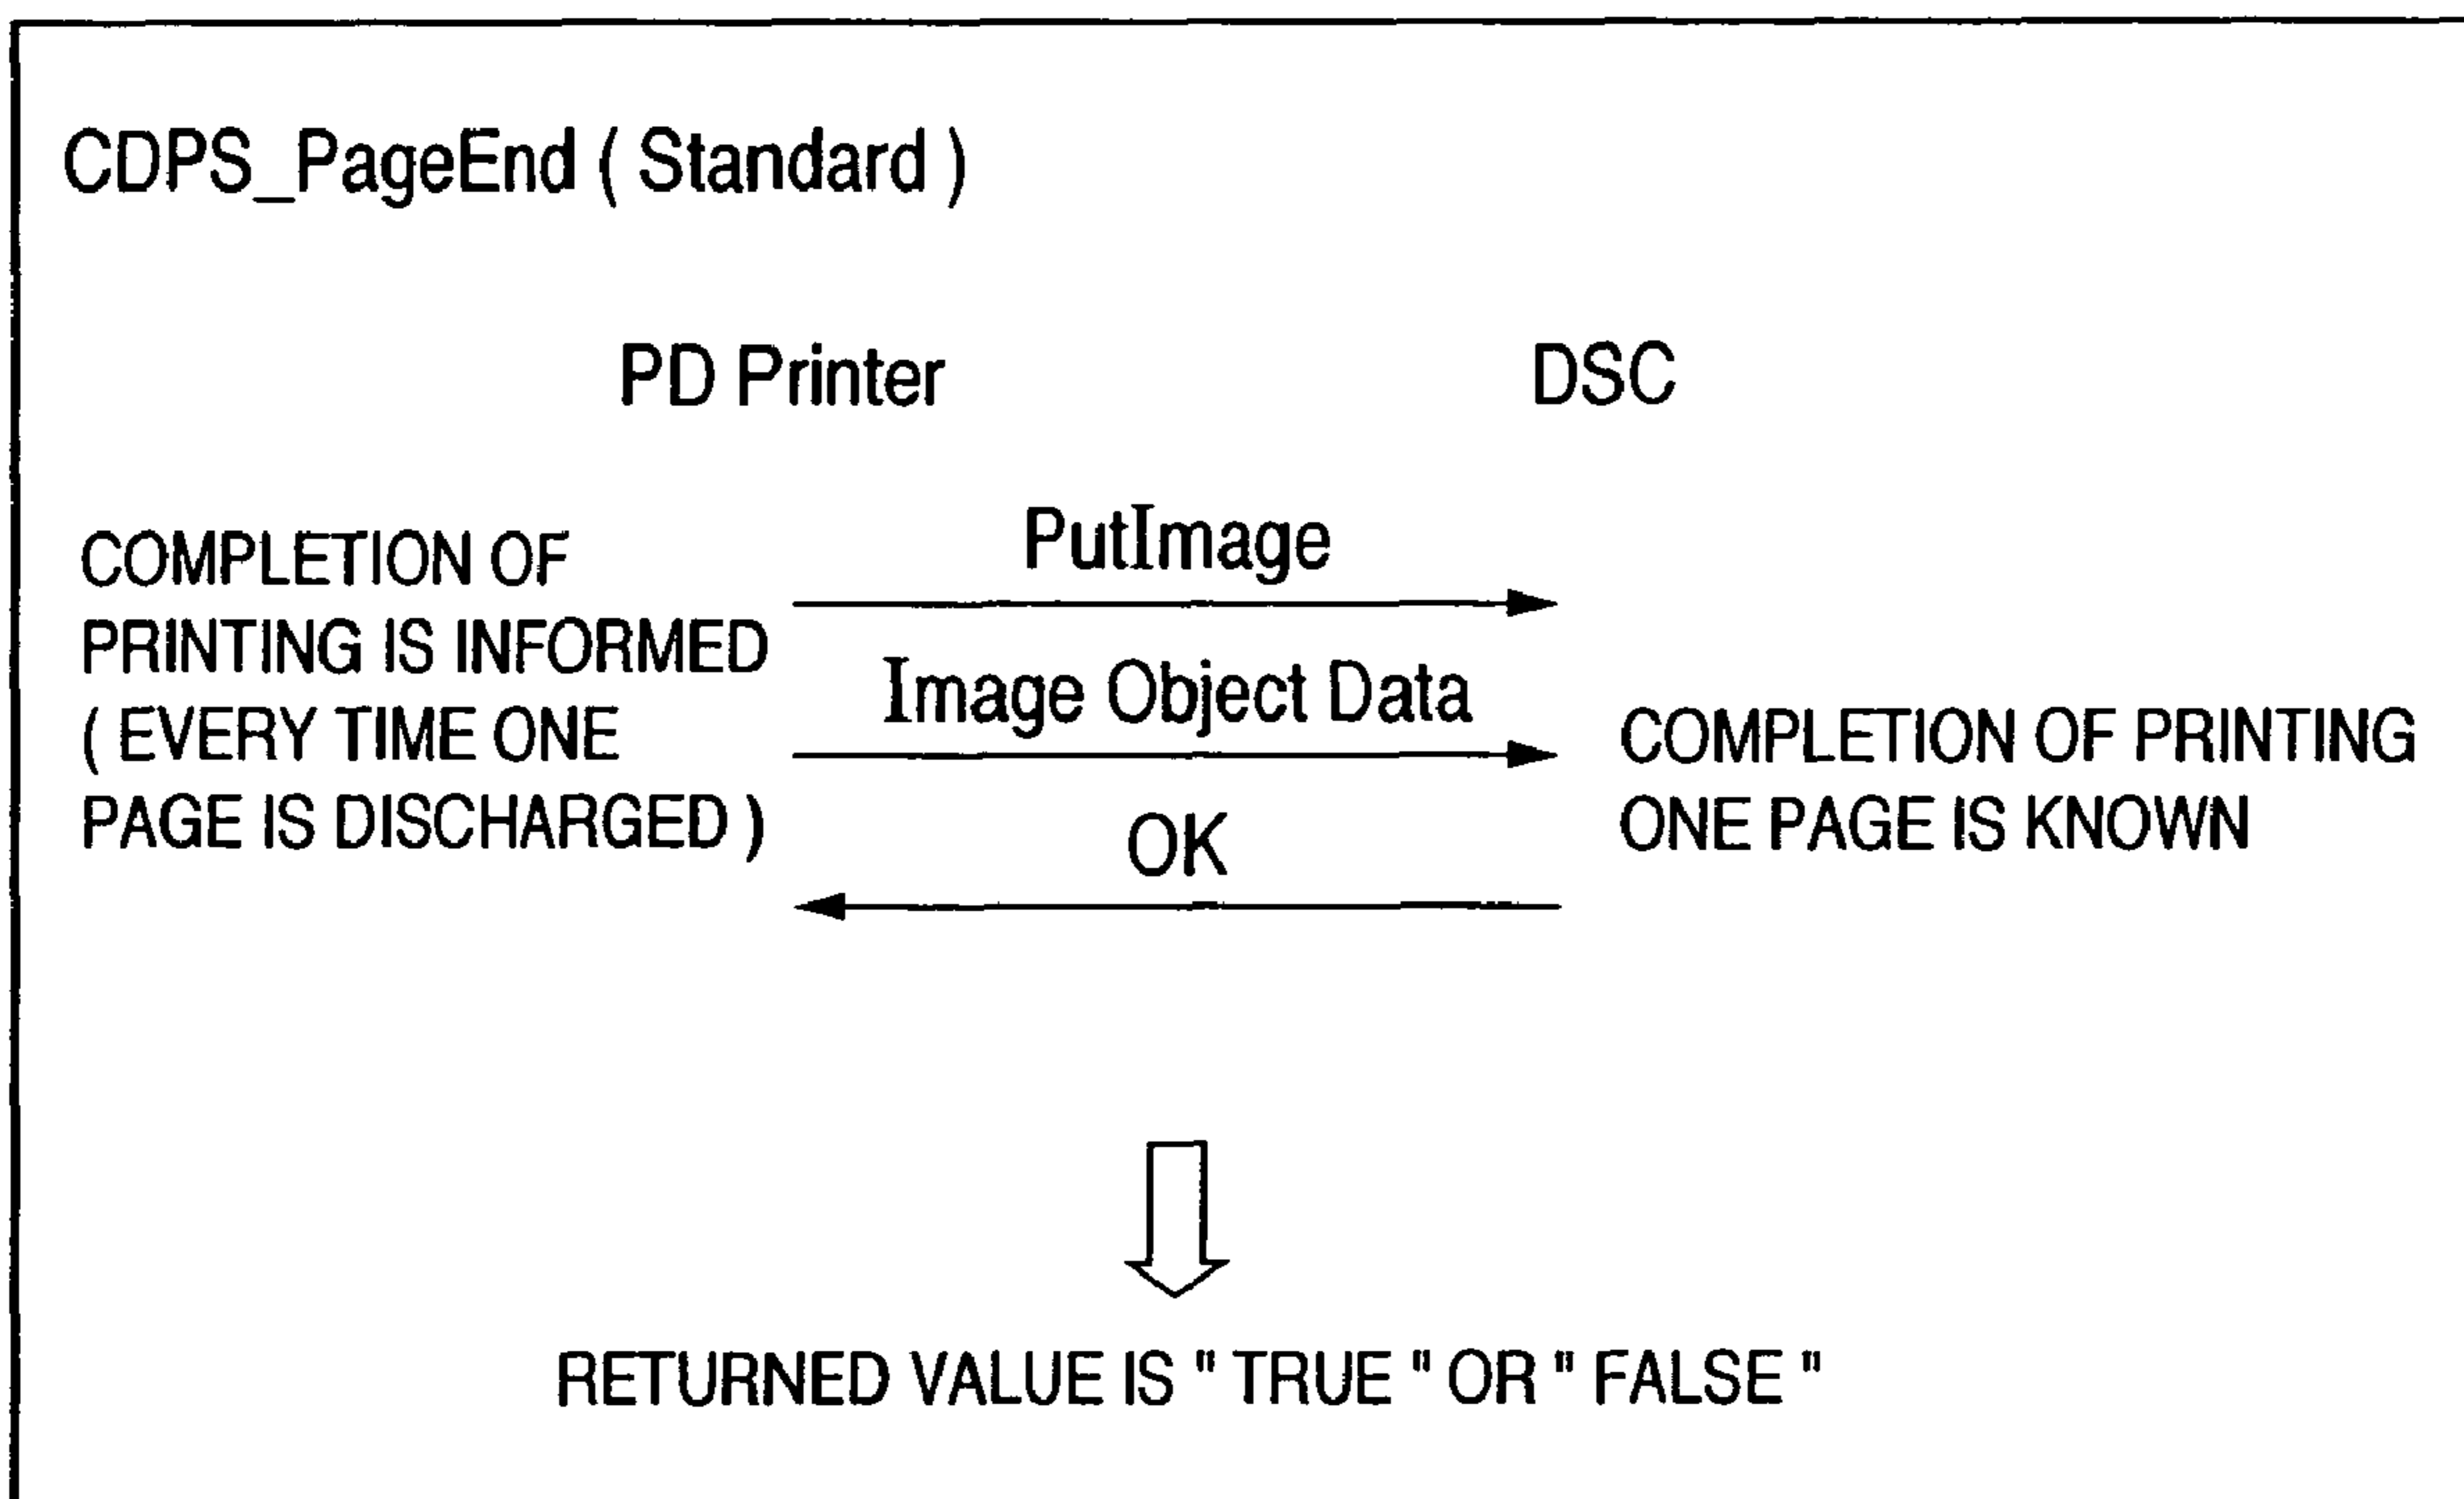 CDPS_PageEnd ( Standard )
PD Printer
DSC
COMPLETION OF
PRINTING IS INFORMED
( EVERY TIME ONE
PAGE IS DISCHARGED )
PutImage
Image Object Data
OK
COMPLETION OF PRINTING
ONE PAGE IS KNOWN
RETURNED VALUE IS " TRUE " OR " FALSE "